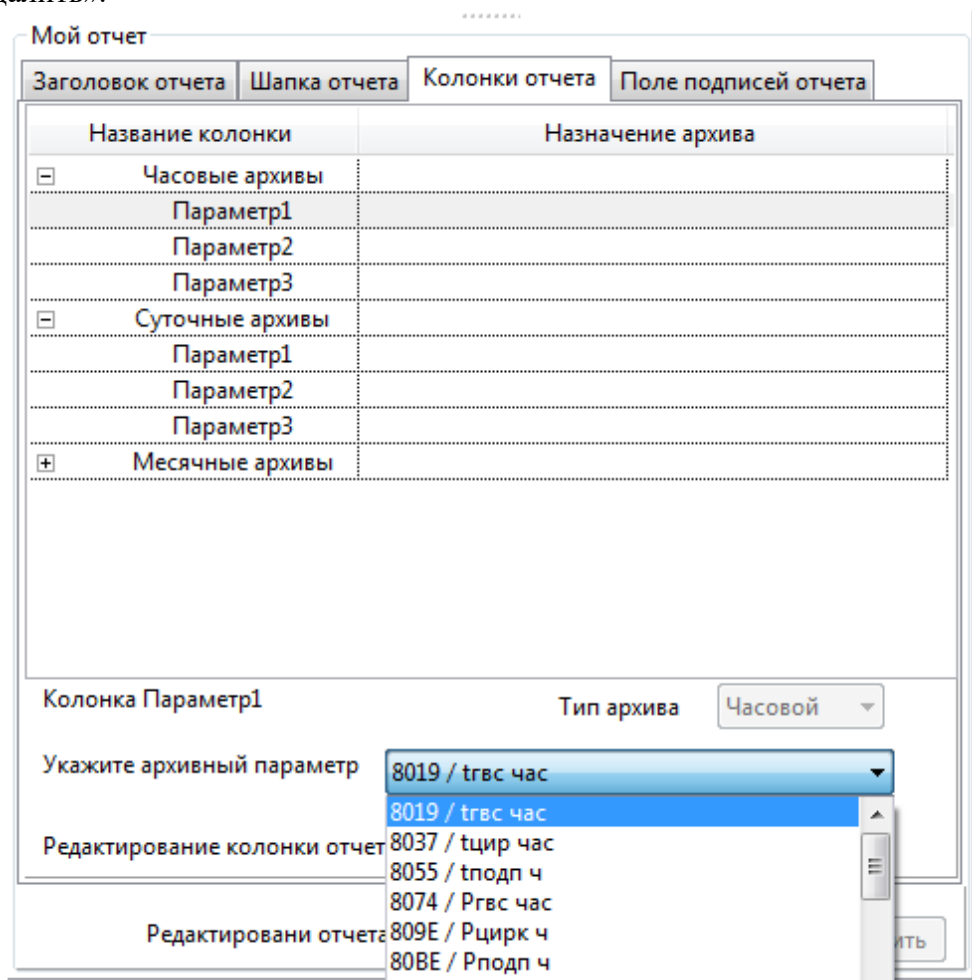 Мой отчет
Заголовок отчета Шапка отчета Колонки отчета Поле подписей отчета
Название колонки Назначение архива
Часовые архивы
Параметр1
Параметр2
Параметр3
Суточные архивы
Параметр1
Параметр2
Параметр3
Месячные архивы
Колонка Параметр1 Тип архива Часовой
Укажите архивный параметр 8019 / tгвс час
8019 / tгвс час
8037 / tцир час
Редактирование колонки отчет
8055 / tподп ч
8074 / Pгвс час
Редактировани отчета 809E / Pцирк ч ить
80BE / Pподп ч